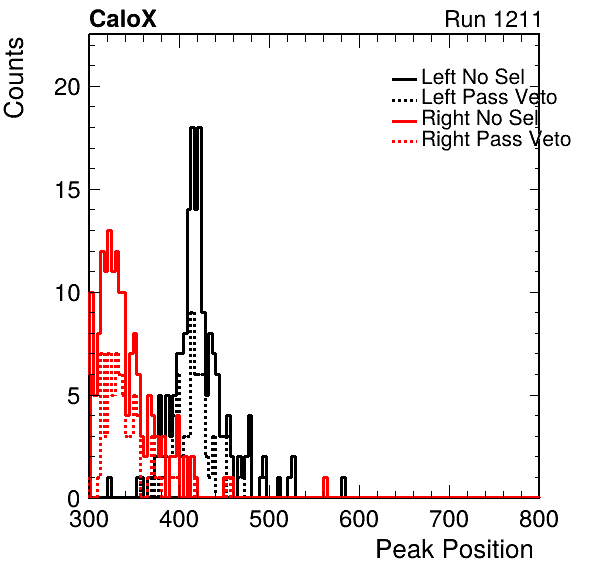 CaloX Run 1211
Counts
Left No Sel
Left Pass Veto
Right No Sel
Right Pass Veto
20
15
10
5
0
300 400 500 600 700 800
Peak Position